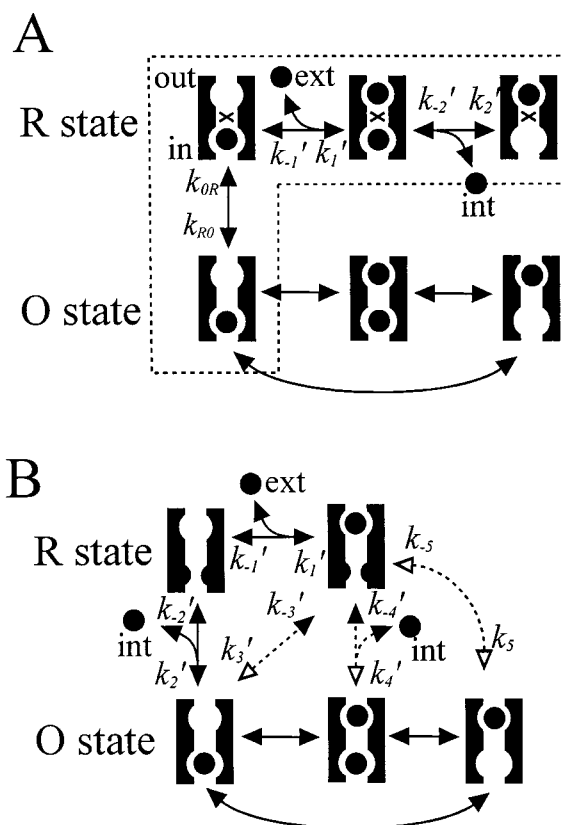 A
out ext
R state
k-1' k1' k-2' k2'
in
int
k0R
kR0
O state
B
ext
R state
k-1' k1' k-5
k-2' k-3' k-4'
int int
k2' k3' k4' k5
O state